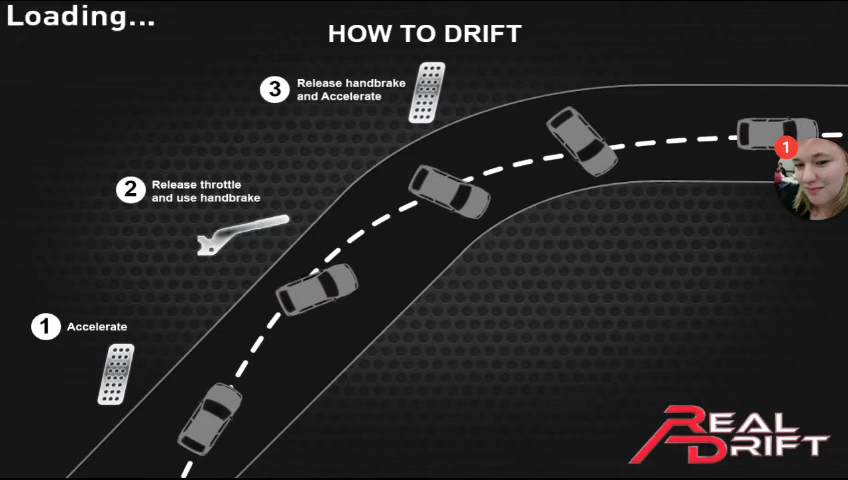 Loading...
HOW TO DRIFT
3
Release handbrake
and Accelerate
2
Release throttle
and use handbrake
1
Accelerate
1
REAL
DRIFT